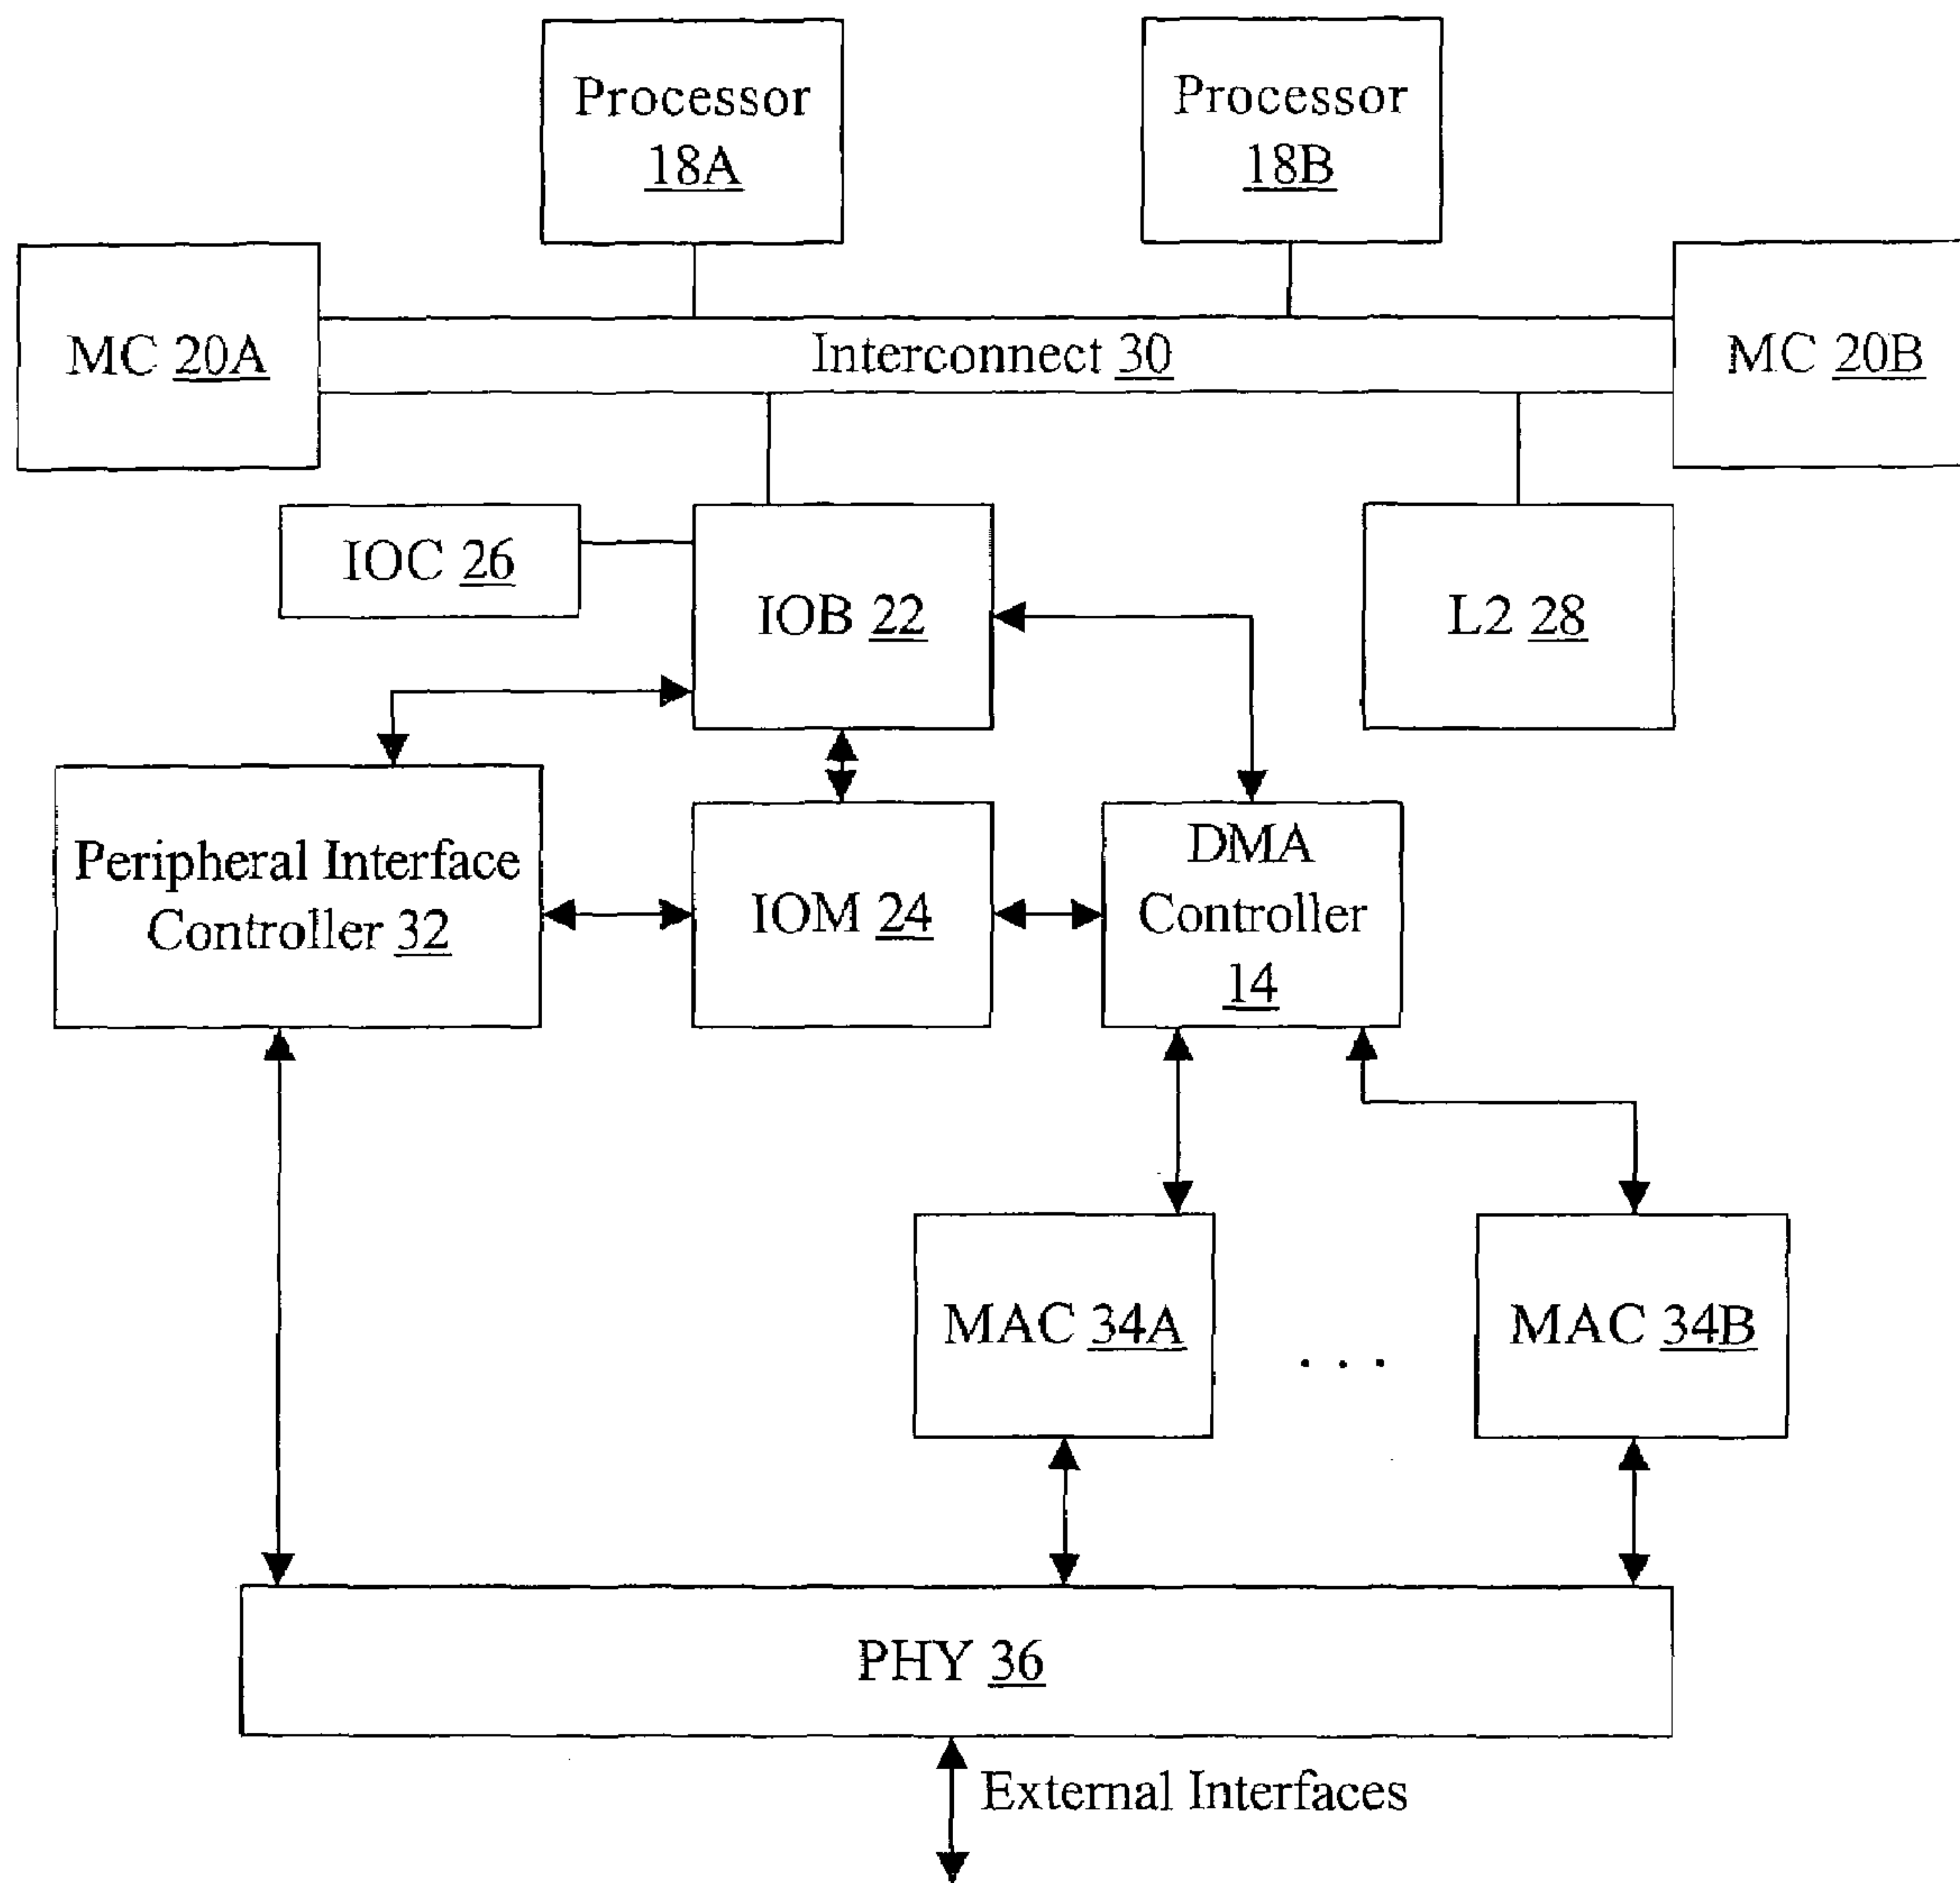 Processor
18A
Processor
18B
MC 20A
Interconnect 30
MC 20B
IOC 26
IOB 22
L2 28
Peripheral Interface
Controller 32
IOM 24
DMA
Controller
14
MAC 34A
. . .
MAC 34B
PHY 36
External Interfaces